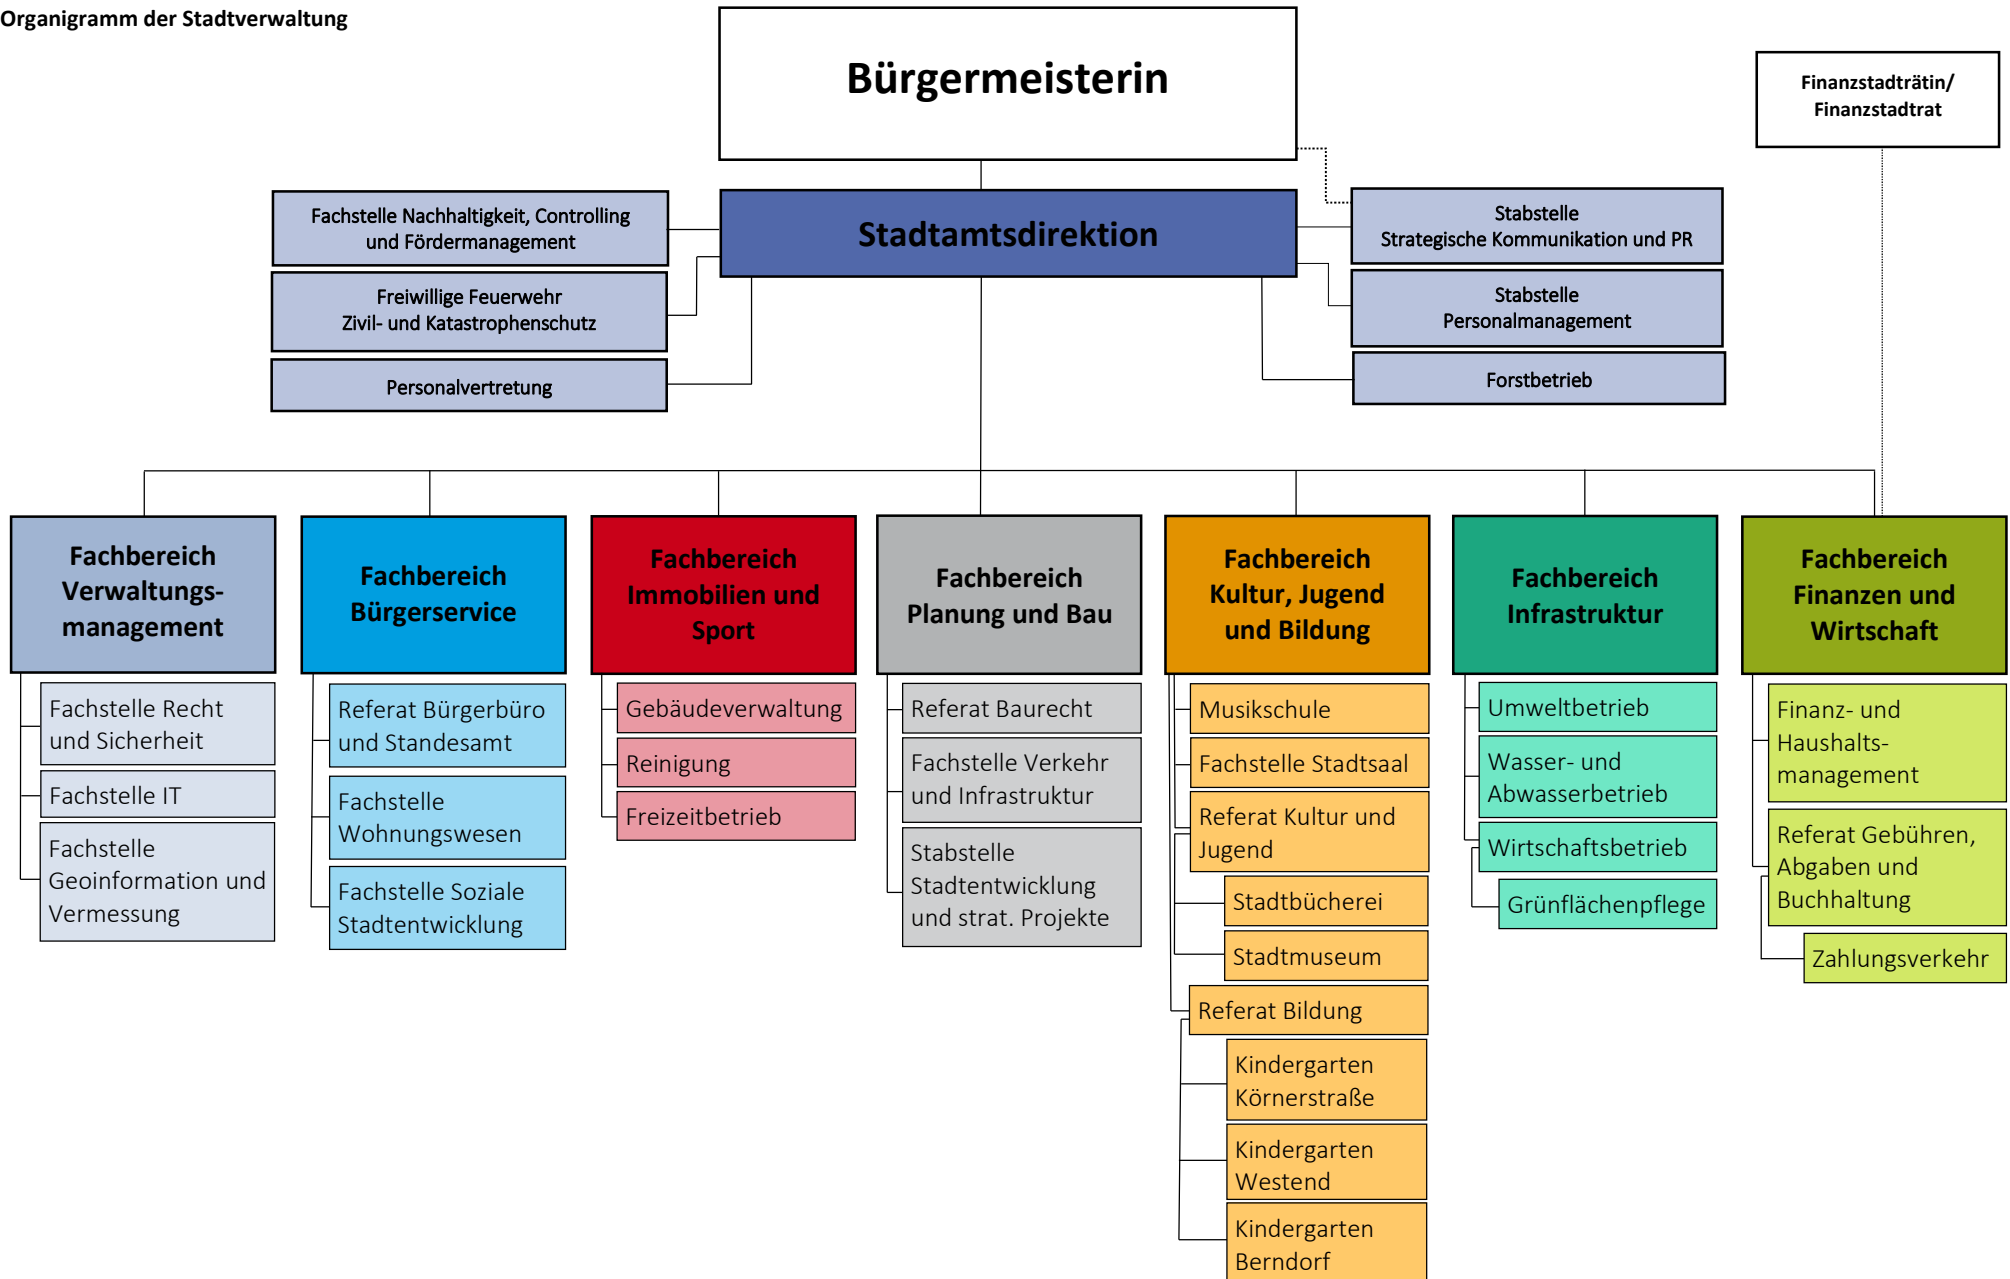 Organigramm der Stadtverwaltung
Bürgermeisterin
Finanzstadträtin/
Finanzstadtrat
Stadtamtsdirektion
Fachstelle Nachhaltigkeit, Controlling
und Fördermanagement
Freiwillige Feuerwehr
Zivil- und Katastrophenschutz
Personalvertretung
Stabstelle
Strategische Kommunikation und PR
Stabstelle
Personalmanagement
Forstbetrieb
Fachbereich
Verwaltungs-
management
Fachstelle Recht
und Sicherheit
Fachstelle IT
Fachstelle
Geoinformation und
Vermessung
Fachbereich
Bürgerservice
Referat Bürgerbüro
und Standesamt
Fachstelle
Wohnungswesen
Fachstelle Soziale
Stadtentwicklung
Fachbereich
Immobilien und
Sport
Gebäudeverwaltung
Reinigung
Freizeitbetrieb
Fachbereich
Planung und Bau
Referat Baurecht
Fachstelle Verkehr
und Infrastruktur
Stabstelle
Stadtentwicklung
und strat. Projekte
Fachbereich
Kultur, Jugend
und Bildung
Musikschule
Fachstelle Stadtsaal
Referat Kultur und
Jugend
Stadtbücherei
Stadtmuseum
Referat Bildung
Kindergarten
Körnerstraße
Kindergarten
Westend
Kindergarten
Berndorf
Fachbereich
Infrastruktur
Umweltbetrieb
Wasser- und
Abwasserbetrieb
Wirtschaftsbetrieb
Grünflächenpflege
Fachbereich
Finanzen und
Wirtschaft
Finanz- und
Haushalts-
management
Referat Gebühren,
Abgaben und
Buchhaltung
Zahlungsverkehr